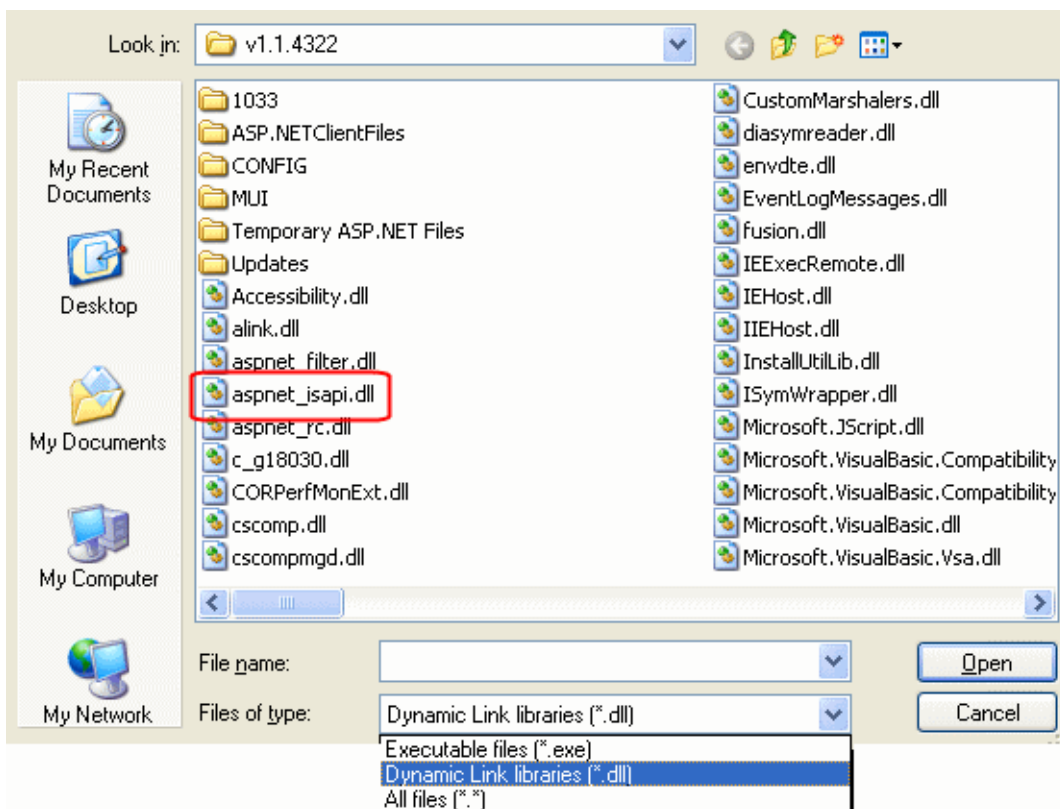 Look in:
v1.1.4322
My Recent
Documents
Desktop
My Documents
My Computer
My Network
1033
ASP.NETClientFiles
CONFIG
MUI
Temporary ASP.NET Files
Updates
Accessibility.dll
alink.dll
aspnet_filter.dll
aspnet_isapi.dll
aspnet_rc.dll
c_g18030.dll
CORPerfMonExt.dll
cscomp.dll
cscompmgd.dll
CustomMarshalers.dll
diasymreader.dll
envdte.dll
EventLogMessages.dll
fusion.dll
IEExecRemote.dll
IEHost.dll
IIEHost.dll
InstallUtilLib.dll
ISymWrapper.dll
Microsoft.JScript.dll
Microsoft.VisualBasic.Compatibility
Microsoft.VisualBasic.Compatibility
Microsoft.VisualBasic.dll
Microsoft.VisualBasic.Vsa.dll
File name:
Open
Files of type:
Dynamic Link libraries (*.dll)
Cancel
Executable files (*.exe)
Dynamic Link libraries (*.dll)
All files (*.*)